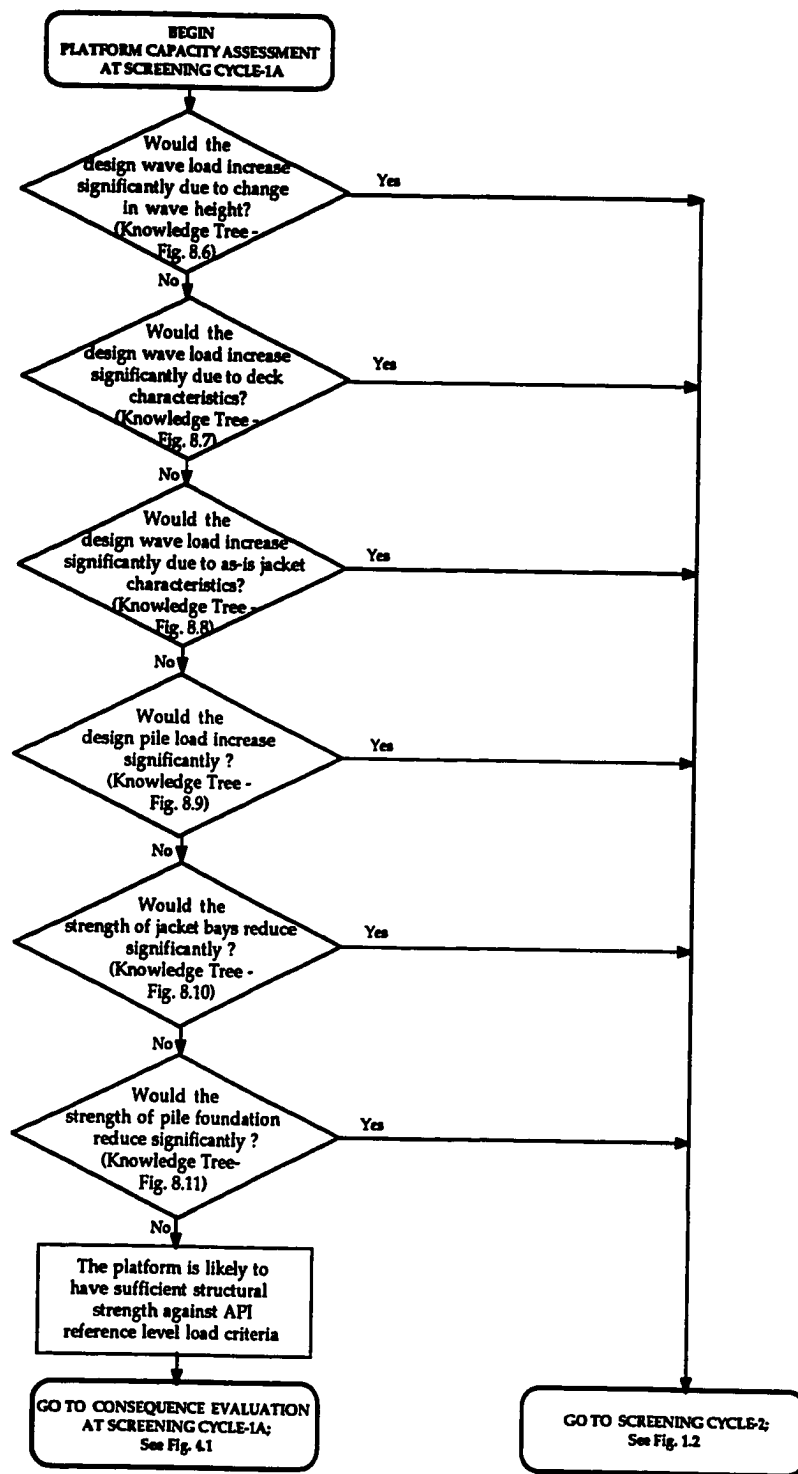 BEGIN
PLATFORM CAPACITY ASSESSMENT
AT SCREENING CYCLE-1A
Would the
design wave load increase
significantly due to change
in wave height?
(Knowledge Tree -
Fig. 8.6)
Yes
No
Would the
design wave load increase
significantly due to deck
characteristics?
(Knowledge Tree -
Fig. 8.7)
Yes
No
Would the
design wave load increase
significantly due to as-is jacket
characteristics?
(Knowledge Tree -
Fig. 8.8)
Yes
No
Would the
design pile load increase
significantly ?
(Knowledge Tree -
Fig. 8.9)
Yes
No
Would the
strength of jacket bays reduce
significantly ?
(Knowledge Tree -
Fig. 8.10)
Yes
No
Would the
strength of pile foundation
reduce significantly ?
(Knowledge Tree-
Fig. 8.11)
Yes
No
The platform is likely to
have sufficient structural
strength against API
reference level load criteria
GO TO CONSEQUENCE EVALUATION
AT SCREENING CYCLE-1A;
See Fig. 4.1
GO TO SCREENING CYCLE-2;
See Fig. 1.2